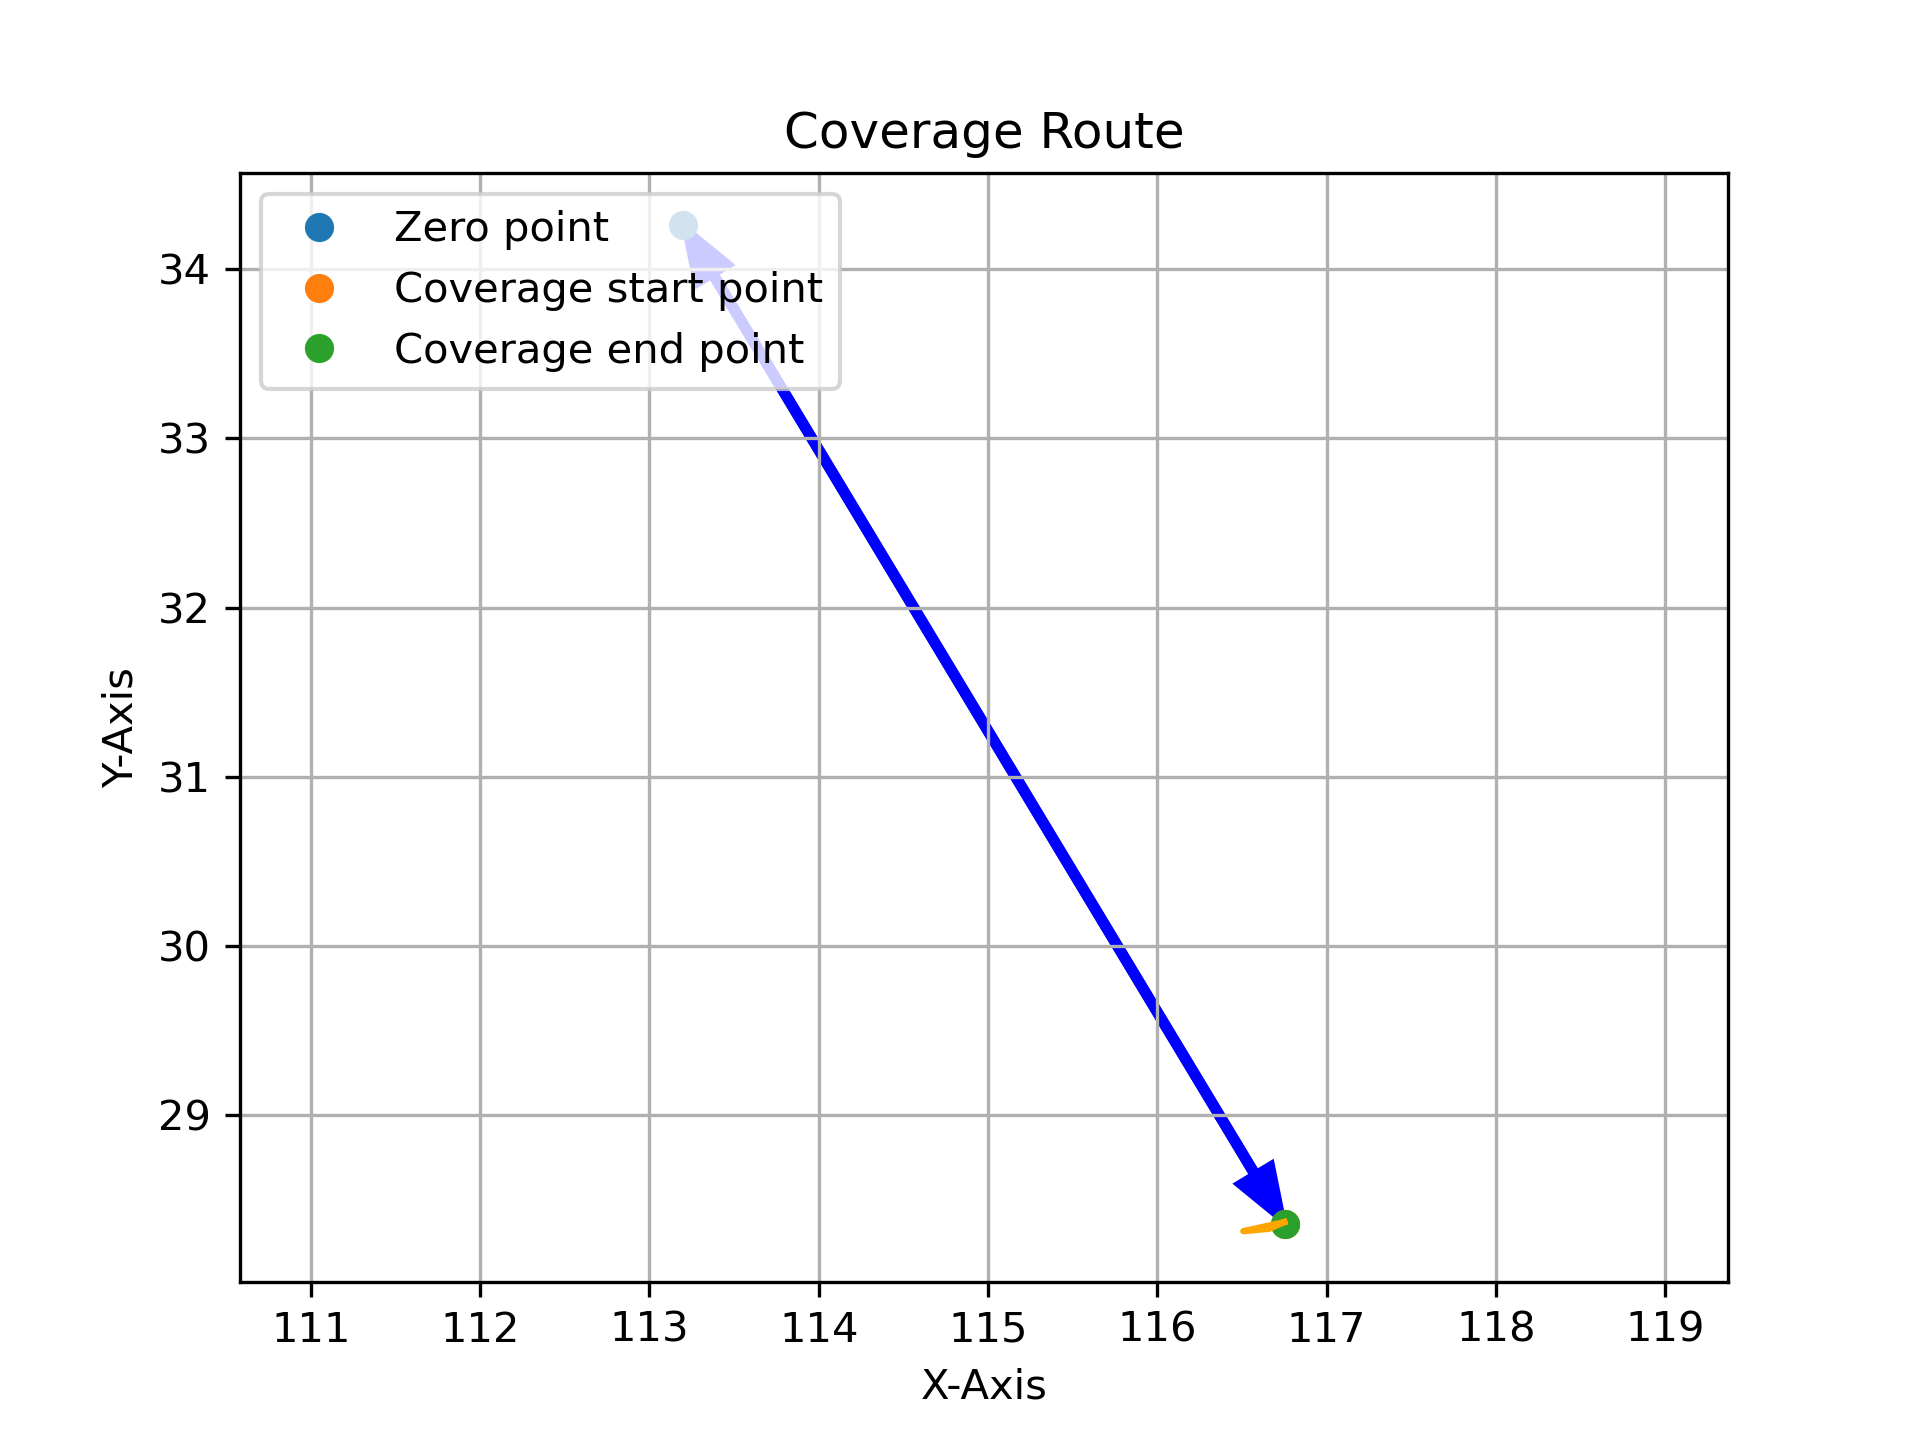 Coverage Route
Zero point
Coverage start point
Coverage end point
34
33
32
31
30
29
Y-Axis
111 112 113 114 115 116 117 118 119
X-Axis